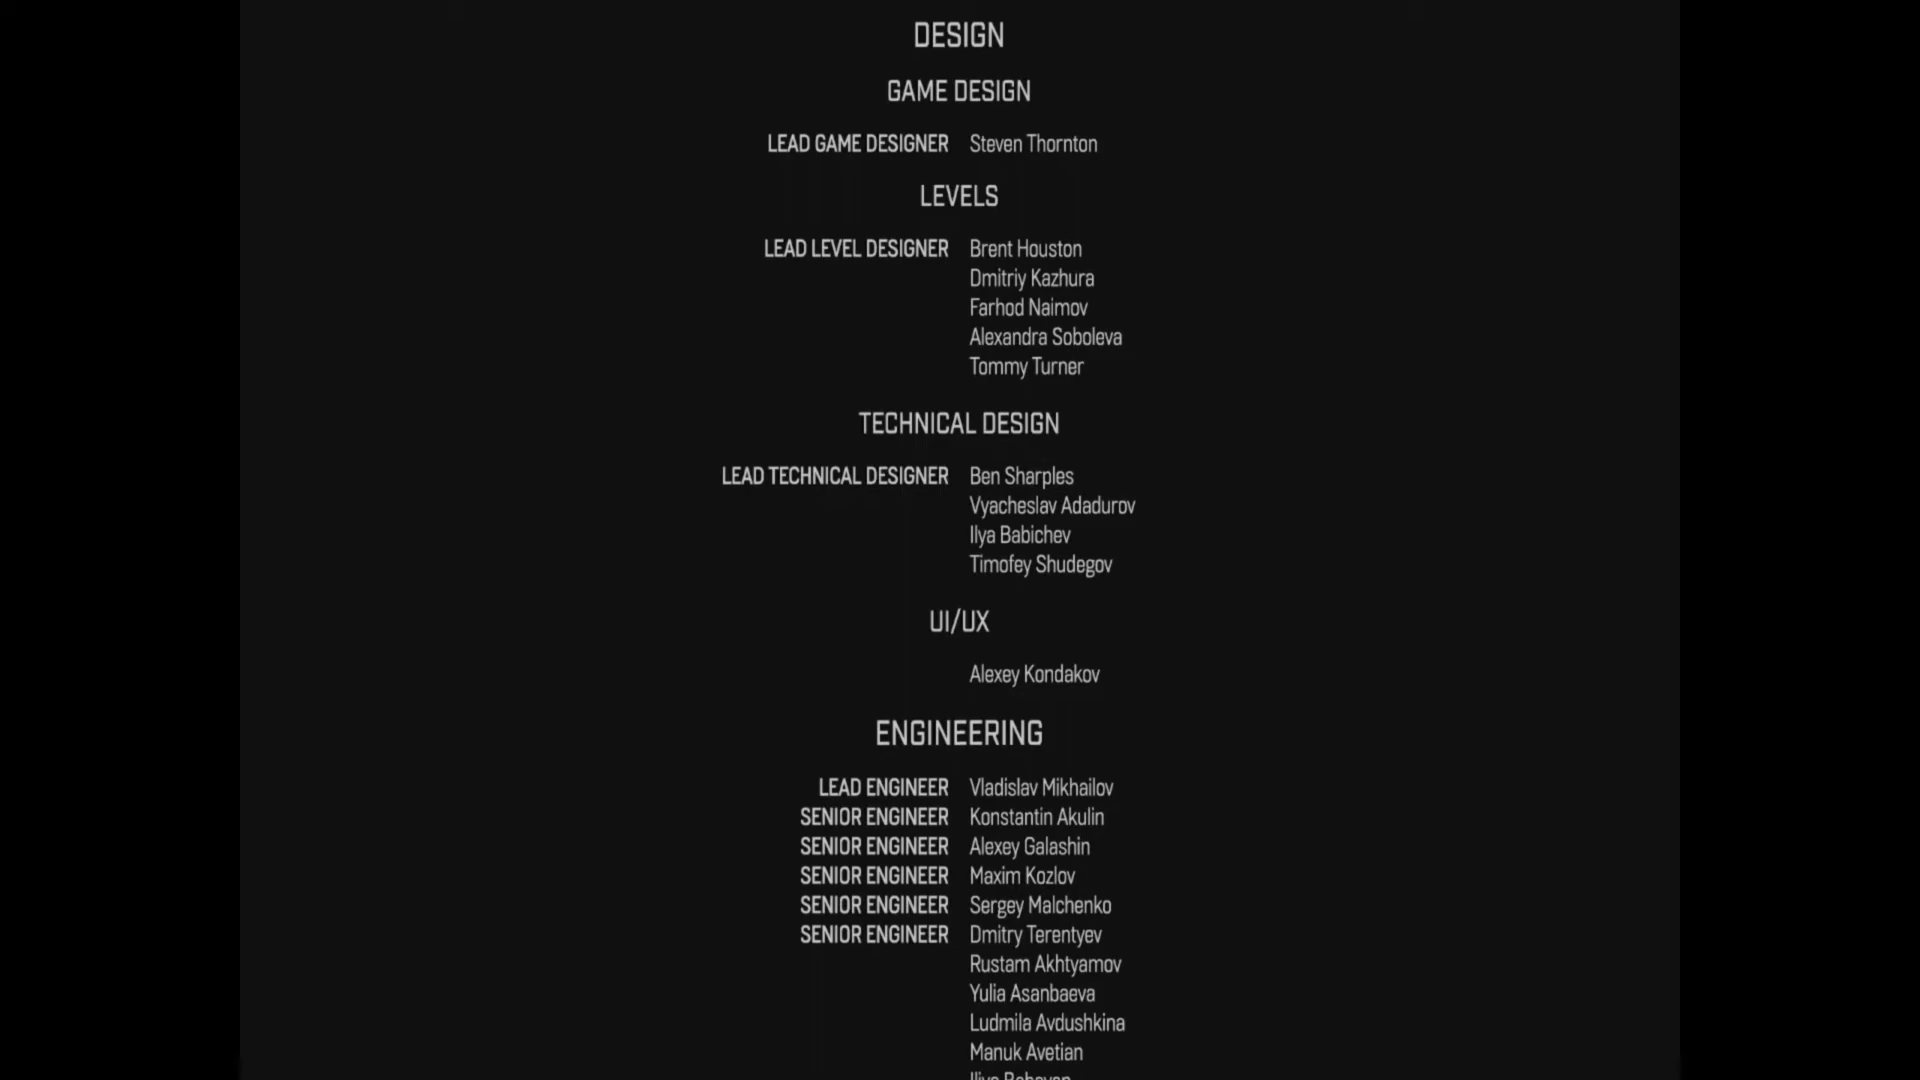 DESIGN
GAME DESIGN
LEAD GAME DESIGNER Steven Thornton
LEVELS
LEAD LEVEL DESIGNER Brent Houston
Dmitriy Kazhura
Farhod Naimov
Alexandra Soboleva
Tommy Turner
TECHNICAL DESIGN
LEAD TECHNICAL DESIGNER Ben Sharples
Vyacheslav Adadurov
Ilya Babichev
Timofey Shudegov
UI/UX
Alexey Kondakov
ENGINEERING
LEAD ENGINEER Vladislav Mikhailov
SENIOR ENGINEER Konstantin Akulin
SENIOR ENGINEER Alexey Galashin
SENIOR ENGINEER Maxim Kozlov
SENIOR ENGINEER Sergey Malchenko
SENIOR ENGINEER Dmitry Terentyev
Rustam Akhtyamov
Yulia Asanbaeva
Ludmila Avdushkina
Manuk Avetian